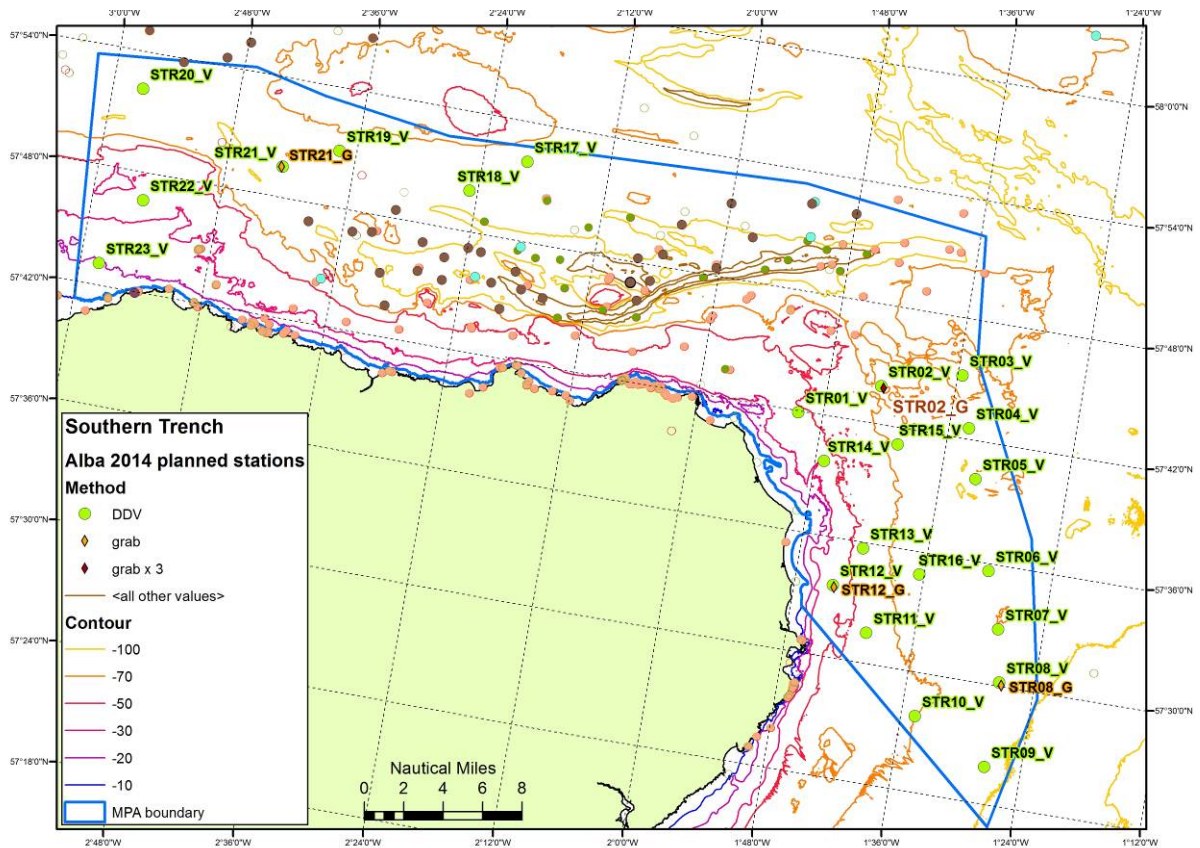 3°0'0"W 2°48'0"W 2°36'0"W 2°24'0"W 2°12'0"W 2°0'0"W 1°48'0"W 1°36'0"W 1°24'0"W
57°54'0"N
STR20_V
58°0'0"N
STR19_V
STR21_V STR21_G
STR17_V
57°48'0"N
STR18_V
STR22_V
57°54'0"N
STR23_V
57°42'0"N
57°48'0"N
STR03_V
STR02_V
57°36'0"N
STR01_V STR02_G
STR04_V
STR15_V
STR14_V
57°42'0"N
STR05_V
57°30'0"N
STR13_V
STR06_V
STR16_V
STR12_V
STR12_G
57°36'0"N
STR07_V
STR11_V
57°24'0"N
STR08_V
STR08_G
STR10_V
57°30'0"N
STR09_V
57°18'0"N
Southern Trench
Alba 2014 planned stations
Method
DDV
grab
grab x 3
<all other values>
Contour
-100
-70
-50
-30
-20
-10
MPA boundary
Nautical Miles
0 2 4 6 8
2°48'0"W 2°36'0"W 2°24'0"W 2°12'0"W 2°0'0"W 1°48'0"W 1°36'0"W 1°24'0"W 1°12'0"W